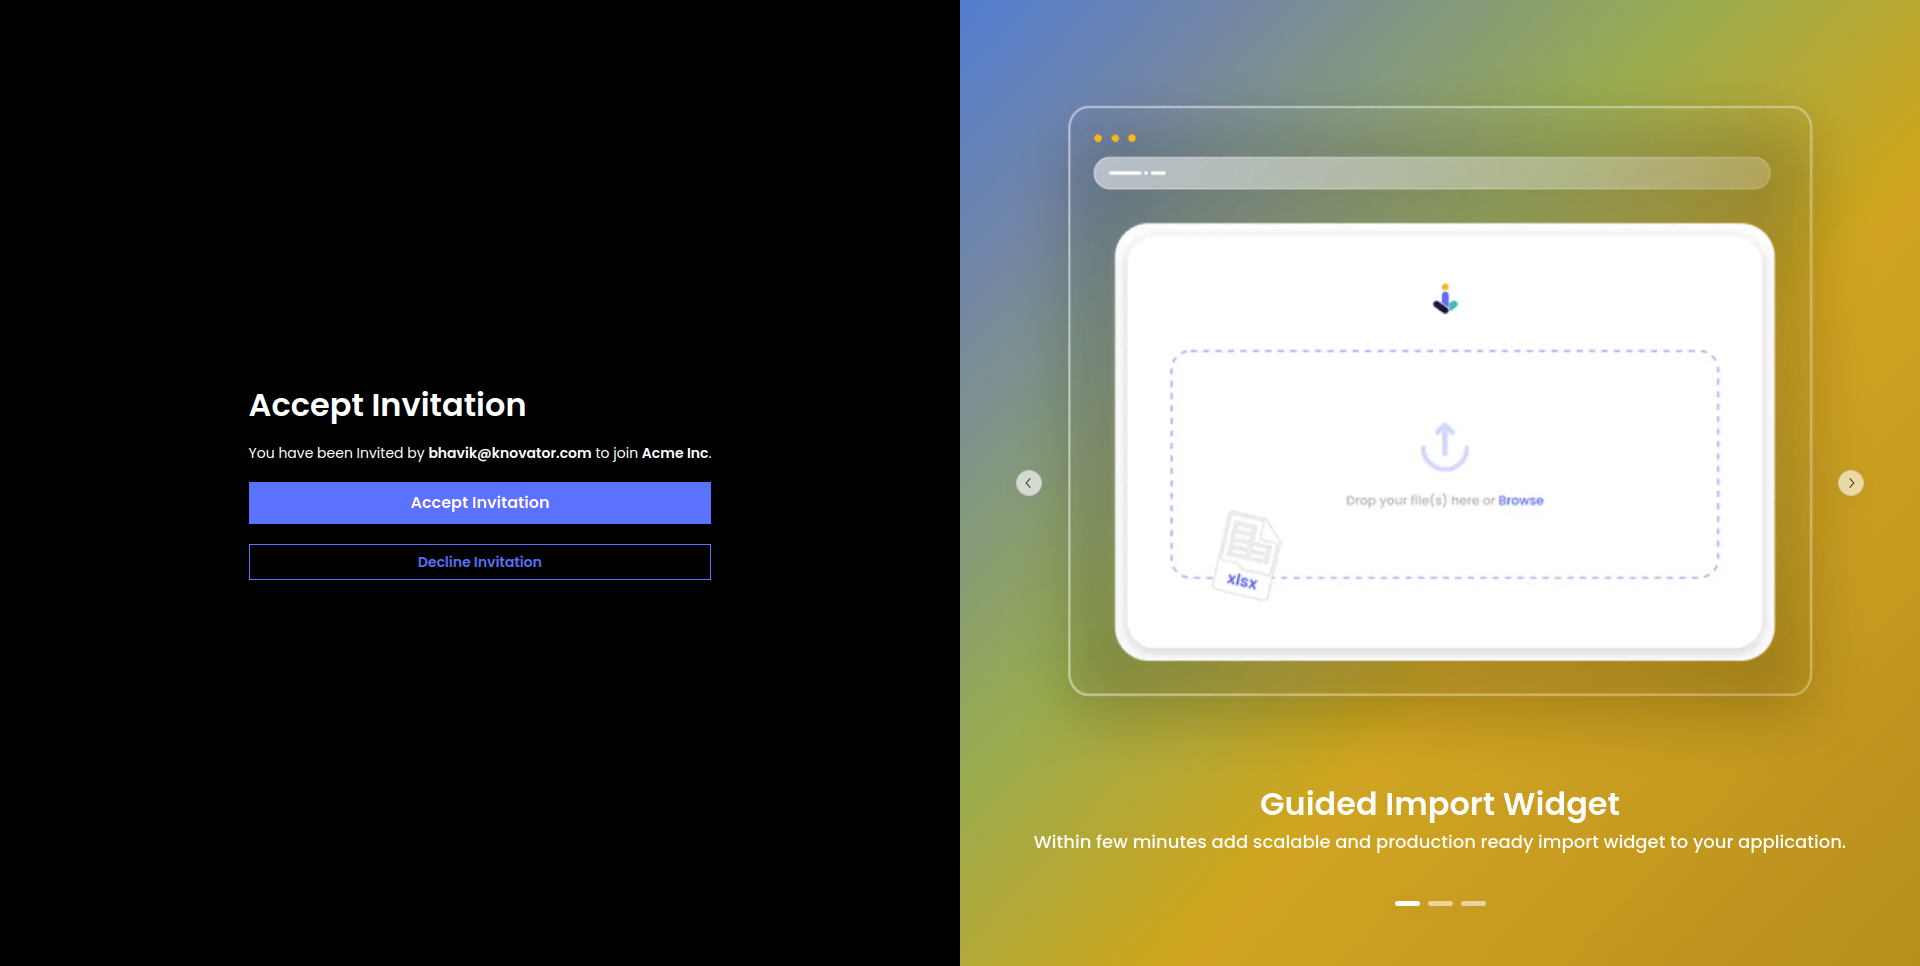 Accept Invitation
You have been Invited by bhavik@knovator.com to join Acme Inc.
Accept Invitation
Decline Invitation
Drop your file(s) here or Browse
xlsx
Guided Import Widget
Within few minutes add scalable and production ready import widget to your application.